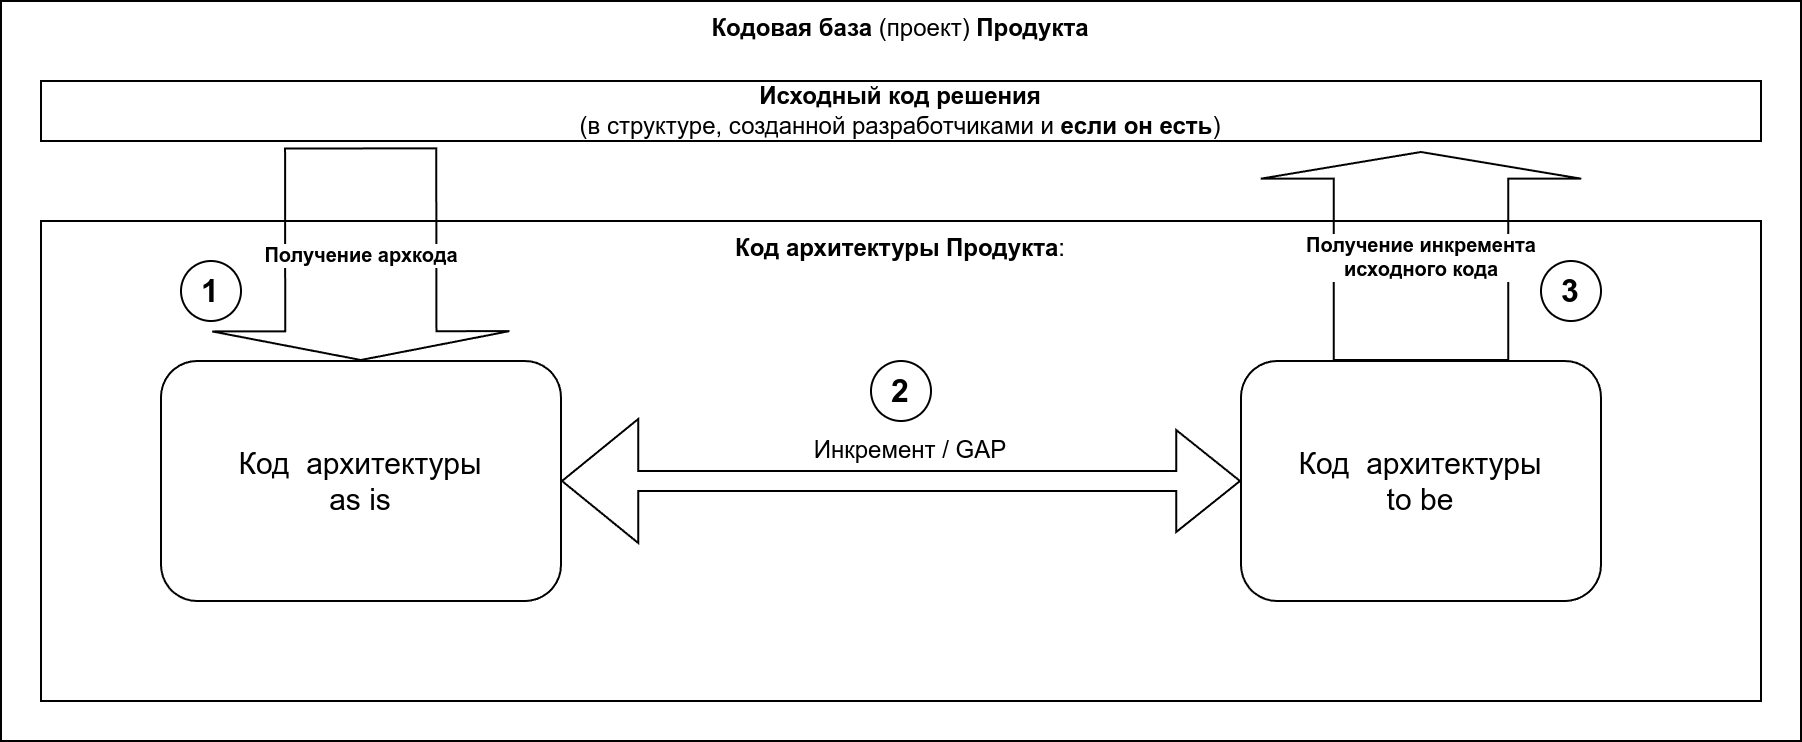 Кодовая база (проект) Продукта
Исходный код решения
(в структуре, созданной разработчиками и если он есть)
Код архитектуры Продукта:
Получение архкода
1
Получение инкремента
исходного кода
3
2
Инкремент / GAP
Код архитектуры
as is
Код архитектуры
to be